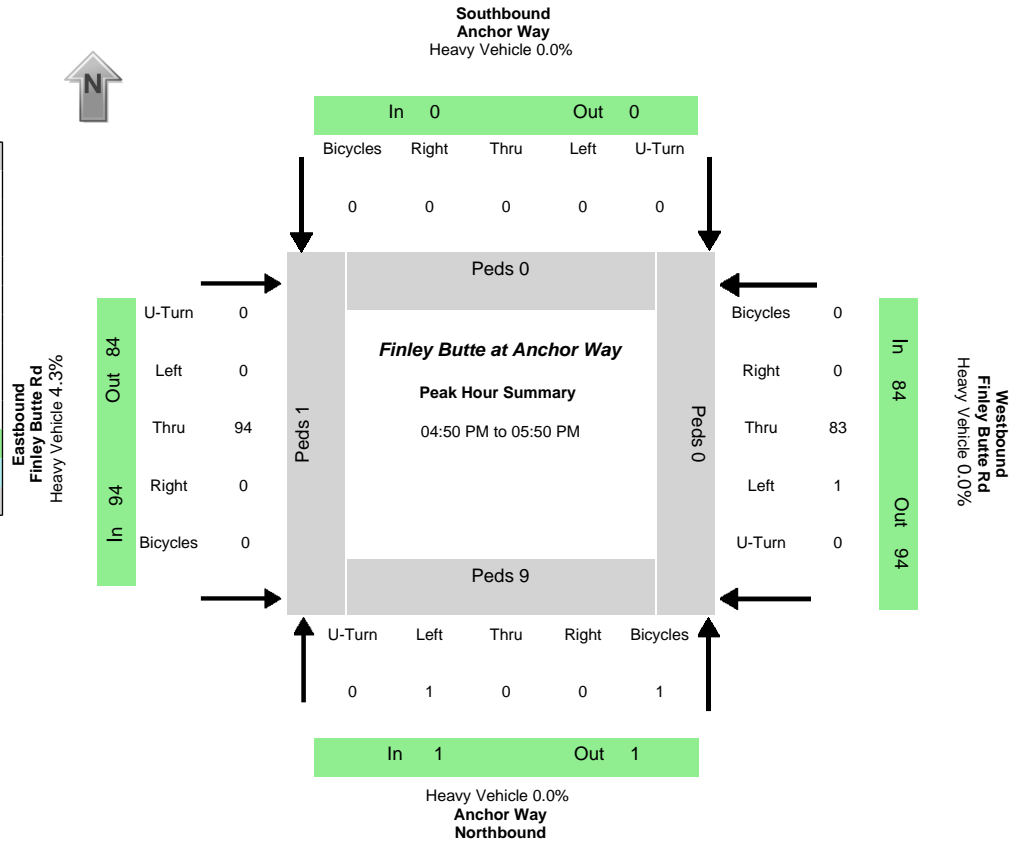 Southbound
Anchor Way
Heavy Vehicle 0.0%
N
In 0 Out 0
Bicycles Right Thru Left U-Turn
0 0 0 0 0
Peds 0
U-Turn 0
Left 0
Thru 94
Right 0
Bicycles 0
Out 84
In 94
Eastbound
Finley Butte Rd
Heavy Vehicle 4.3%
Peds 1
Finley Butte at Anchor Way
Peak Hour Summary
04:50 PM to 05:50 PM
Peds 0
Bicycles 0
Right 0
Thru 83
Left 1
U-Turn 0
In 84
Out 94
Westbound
Finley Butte Rd
Heavy Vehicle 0.0%
Peds 9
U-Turn Left Thru Right Bicycles
0 1 0 0 1
In 1 Out 1
Heavy Vehicle 0.0%
Anchor Way
Northbound